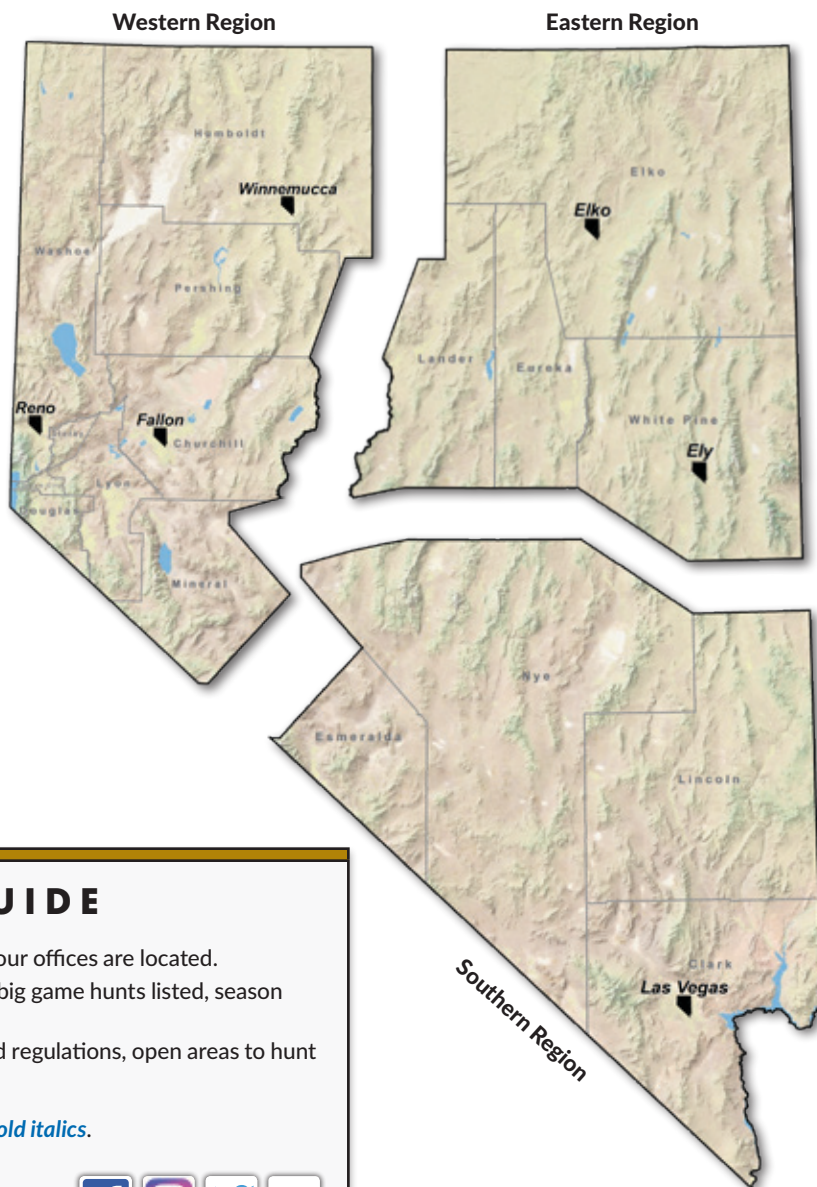 Western Region
Eastern Region
Humboldt
Winnemucca
Washoe
Pershing
Reno
Fallon
Storey
Churchill
Lyon
Douglas
Mineral
Elko
Elko
Lander
Eureka
White Pine
Ely
Nye
Esmeralda
Lincoln
Clark
Las Vegas
Southern Region
UIDE
our offices are located.
big game hunts listed, season
d regulations, open areas to hunt
old italics.